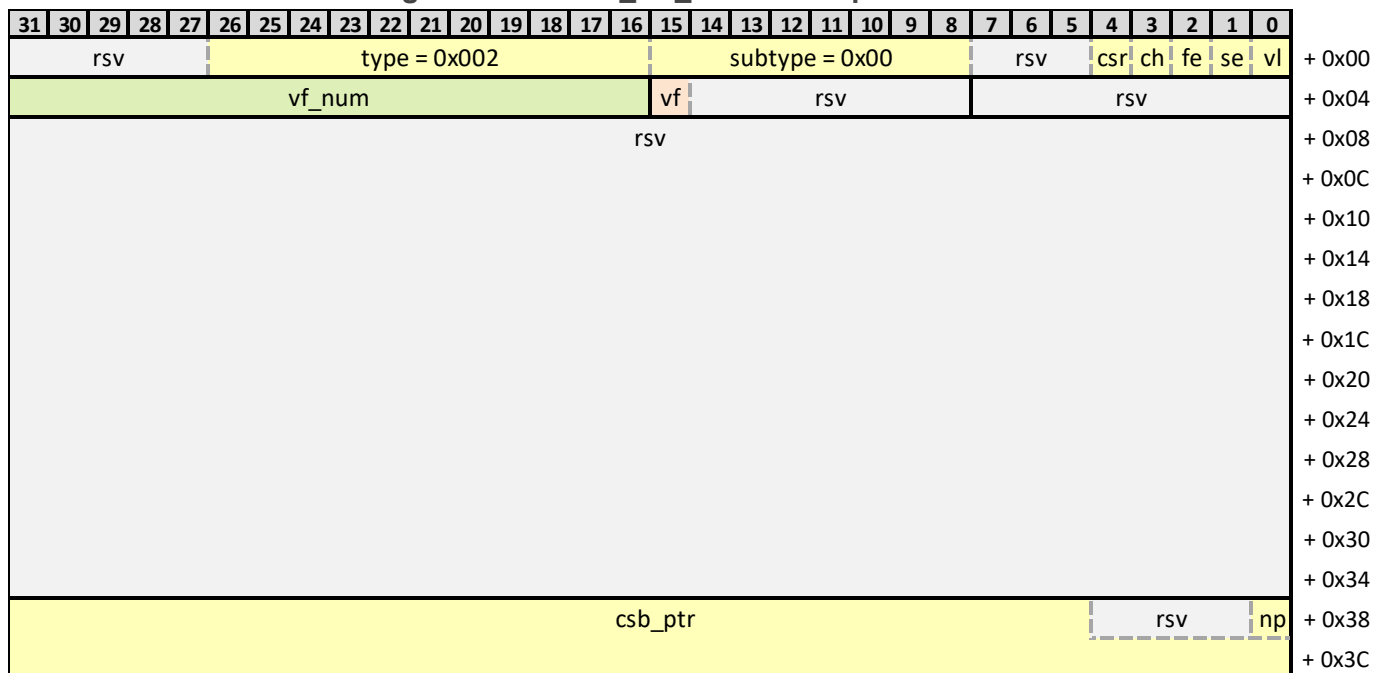 31 30 29 28 27 26 25 24 23 22 21 20 19 18 17 16 15 14 13 12 11 10 9 8 7 6 5 4 3 2 1 0
rsv type = 0x002 subtype = 0x00 rsv csr ch fe se vl + 0x00
vf_num vf rsv rsv + 0x04
rsv + 0x08
+ 0x0C
+ 0x10
+ 0x14
+ 0x18
+ 0x1C
+ 0x20
+ 0x24
+ 0x28
+ 0x2C
+ 0x30
+ 0x34
csb_ptr rsv np + 0x38
+ 0x3C